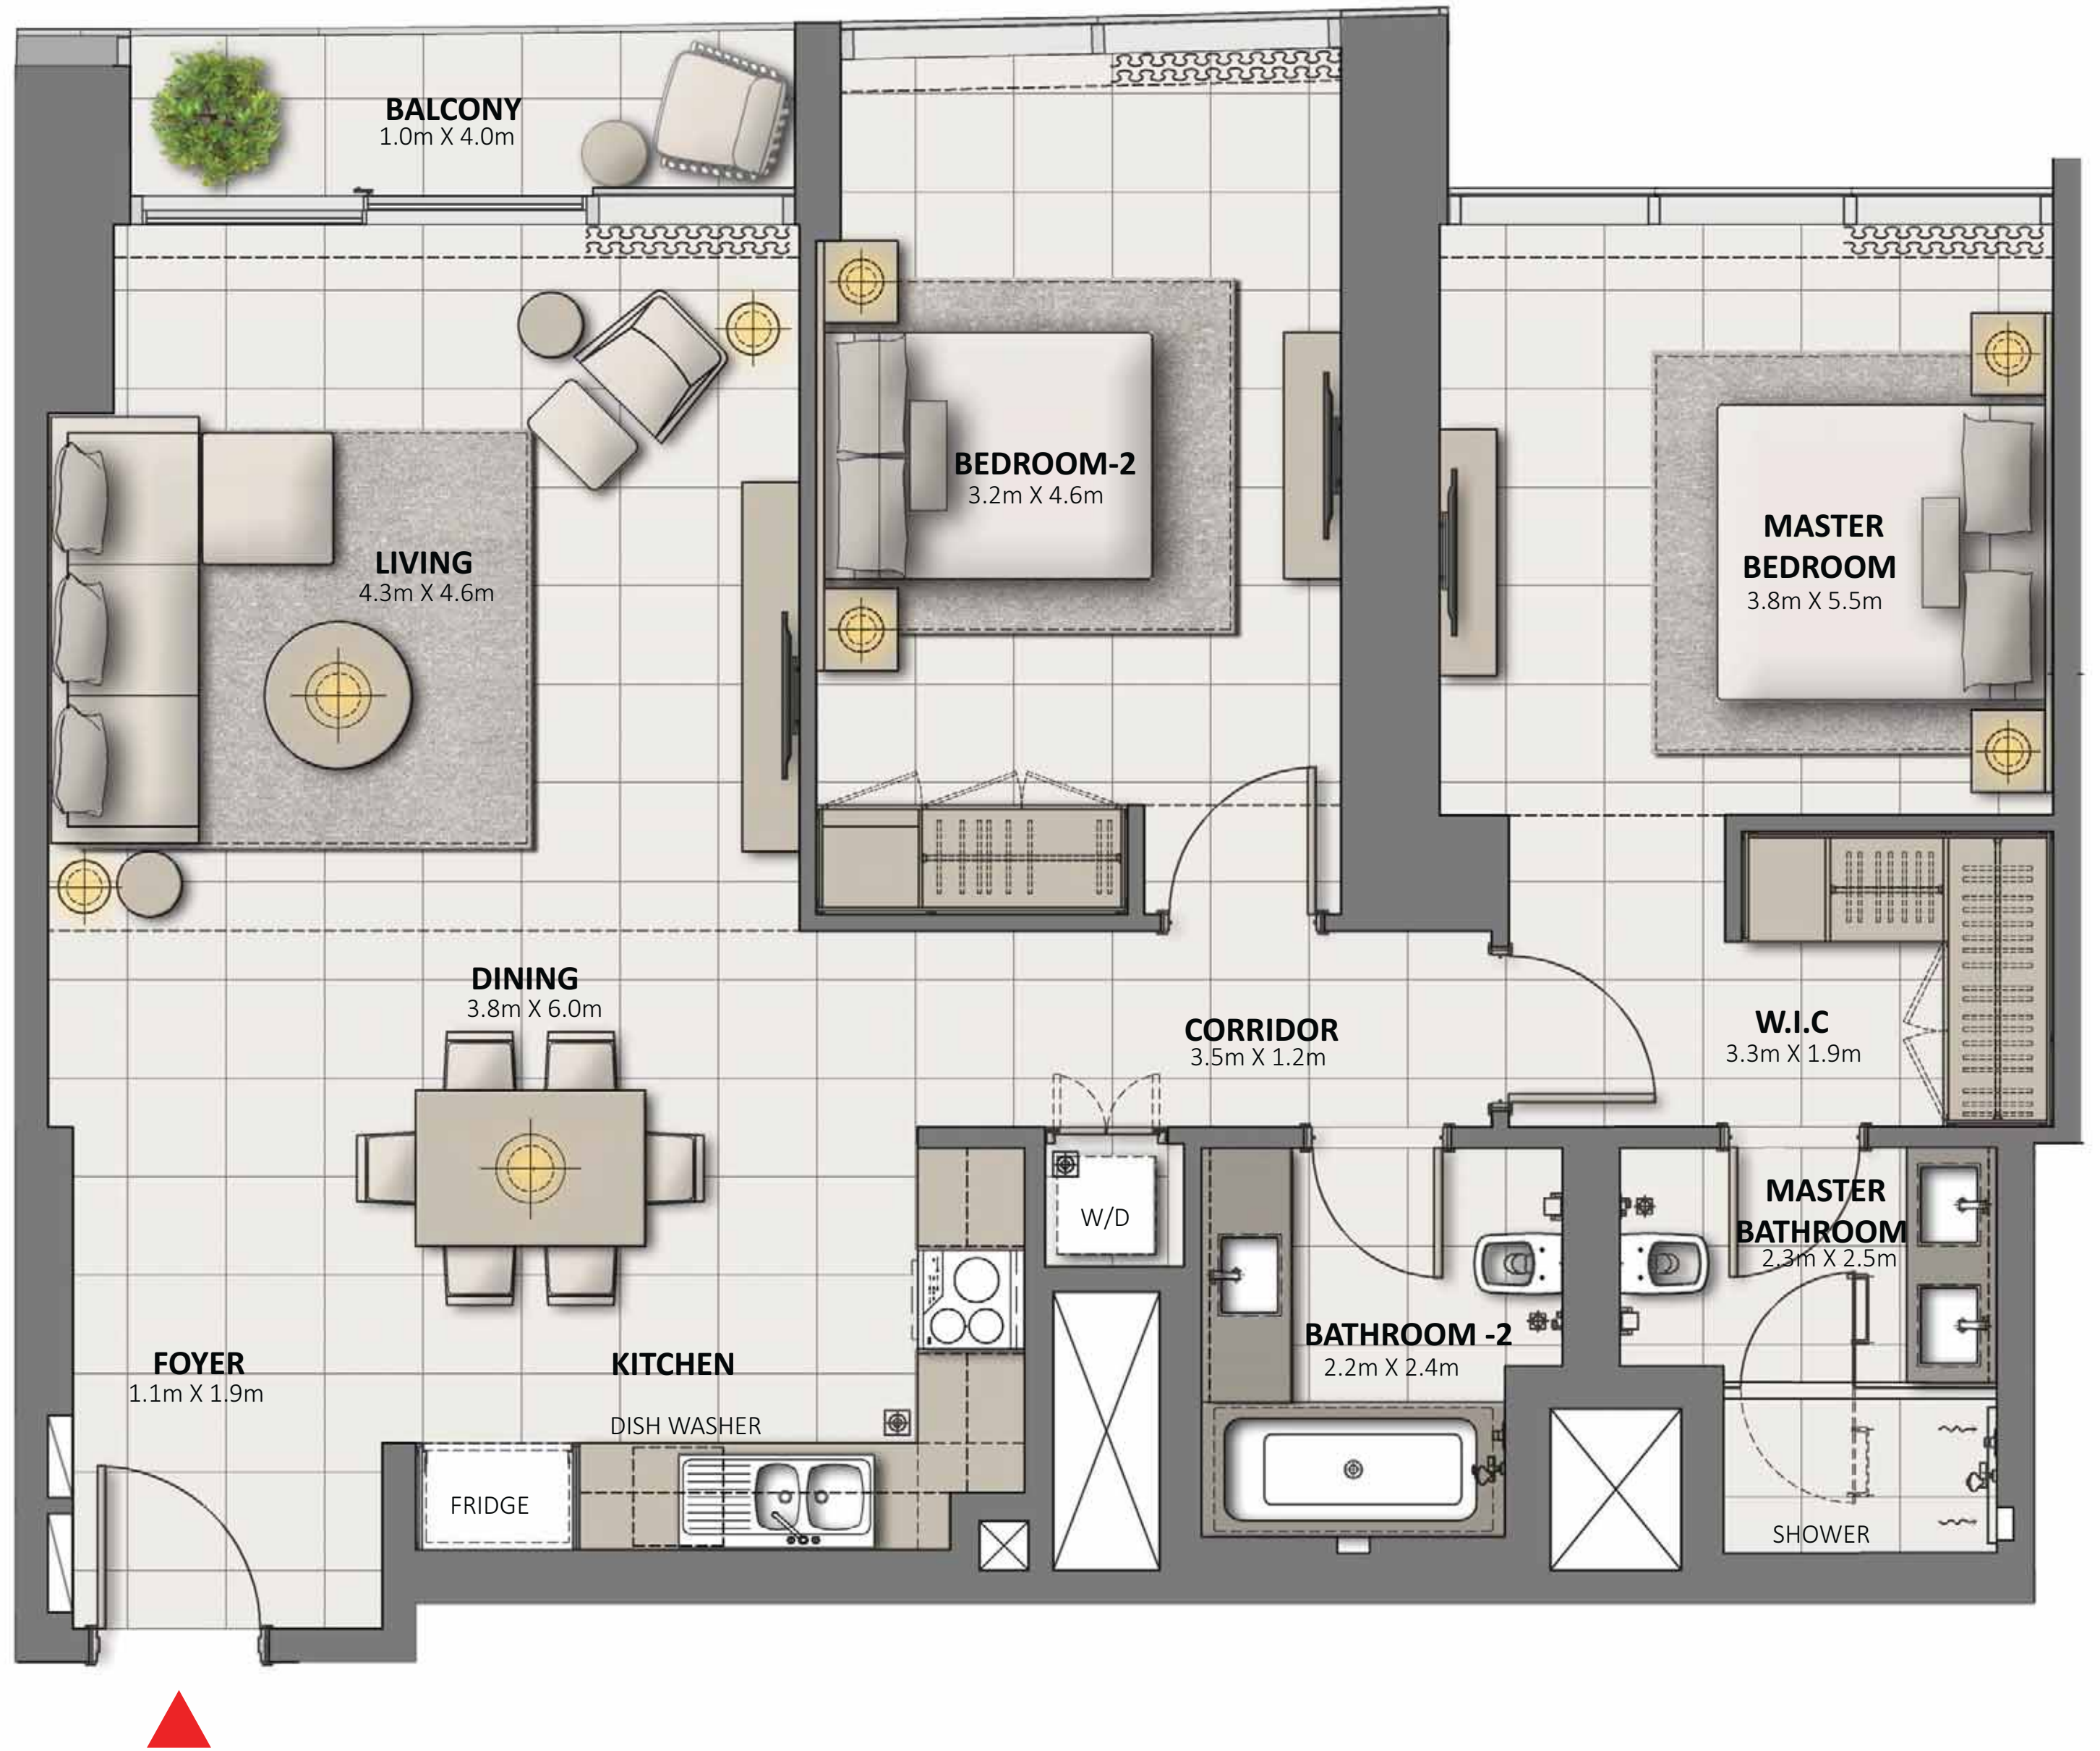 BALCONY
1.0m X 4.0m
BEDROOM-2
3.2m X 4.6m
MASTER
BEDROOM
3.8m X 5.5m
LIVING
4.3m X 4.6m
DINING
3.8m X 6.0m
CORRIDOR
3.5m X 1.2m
W.I.C
3.3m X 1.9m
W/D
MASTER
BATHROOM
2.3m X 2.5m
BATHROOM -2
2.2m X 2.4m
FOYER
1.1m X 1.9m
KITCHEN
DISH WASHER
FRIDGE
SHOWER